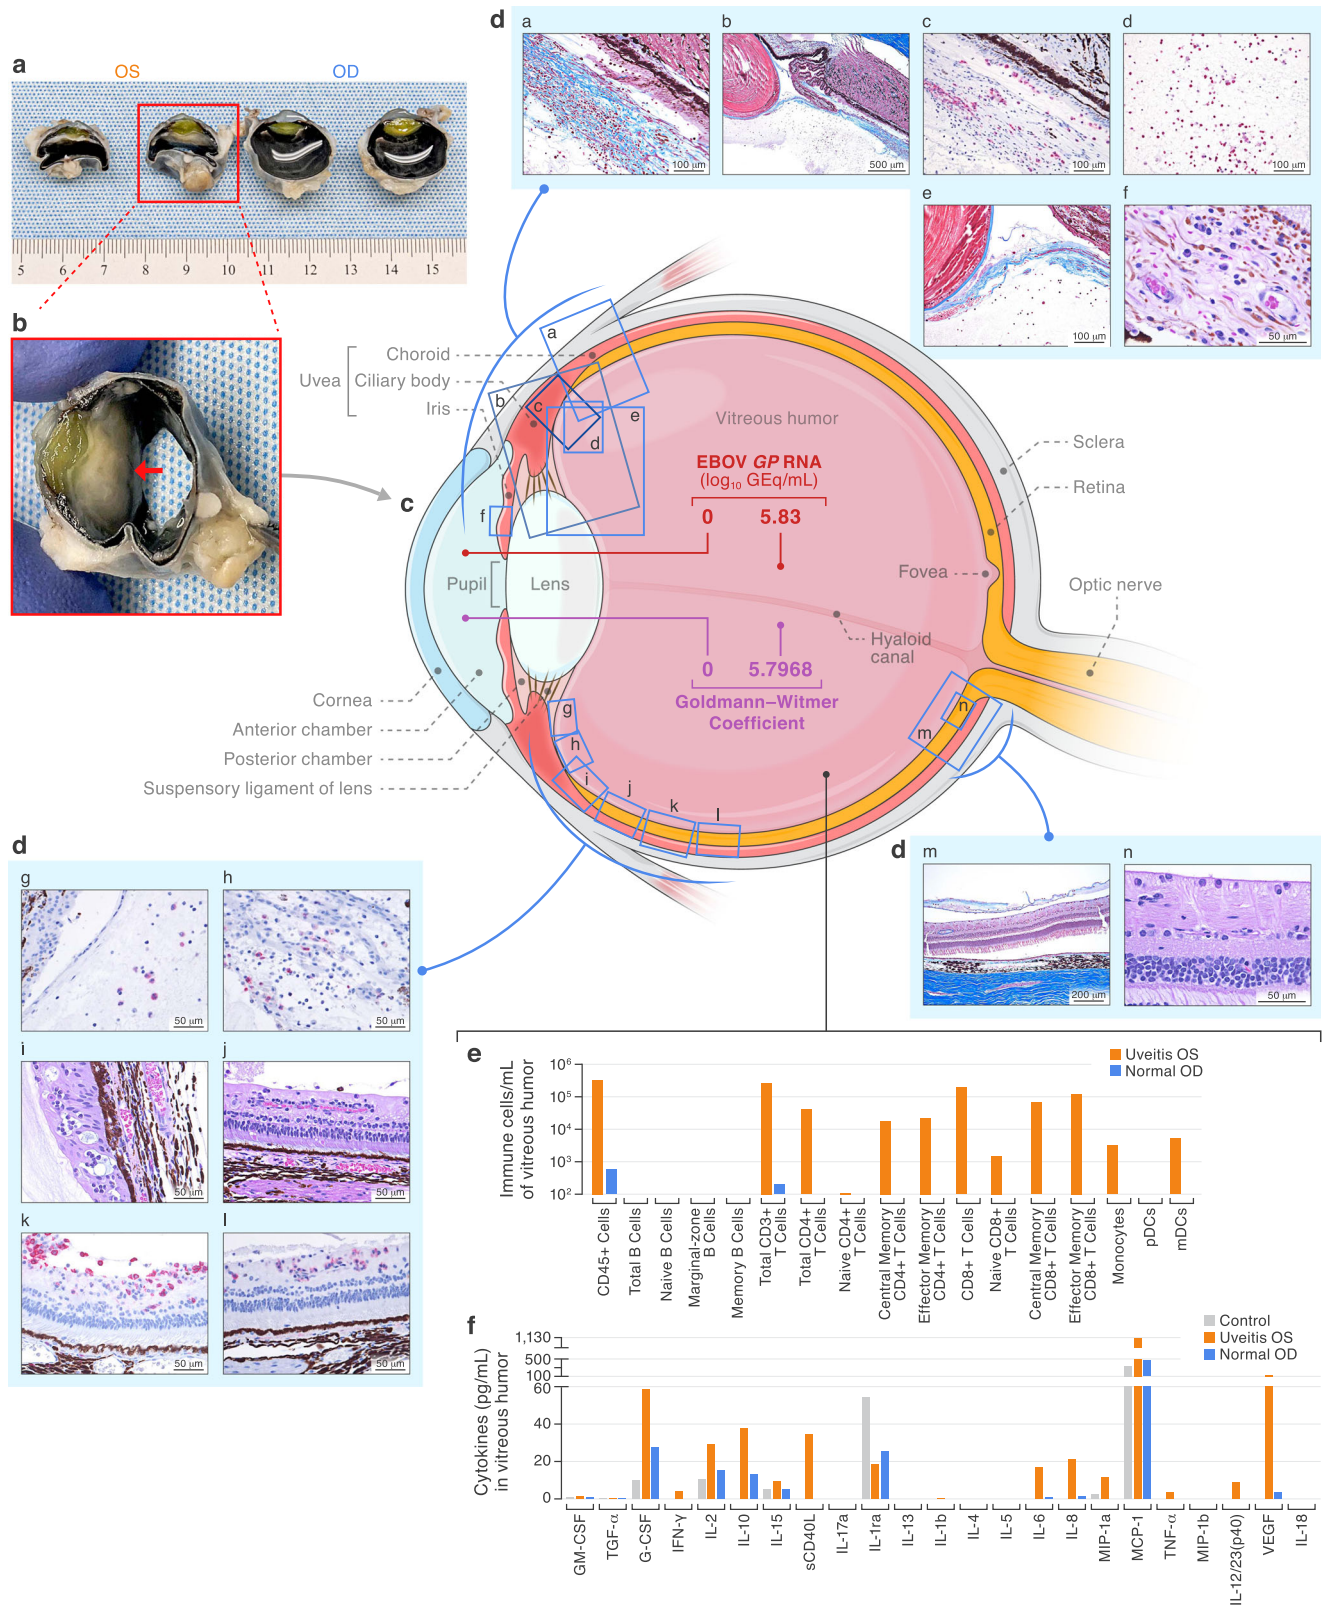 a
OS
OD
5 6 7 8 9 10 11 12 13 14 15
b
d
a
b
c
d
100 µm
500 µm
100 µm
100 µm
e
f
100 µm
50 µm
c
Uvea
Choroid
Ciliary body
Iris
a
b
c
d
e
f
Vitreous humor
EBOV GP RNA
(log₁₀ GEq/mL)
0 5.83
Sclera
Retina
Fovea
Optic nerve
Pupil
Lens
Hyaloid
canal
0 5.7968
Goldmann–Witmer
Coefficient
Cornea
Anterior chamber
Posterior chamber
Suspensory ligament of lens
g
h
i
j
k
l
m
n
d
g
h
50 µm
50 µm
i
j
50 µm
50 µm
k
l
50 µm
50 µm
d
m
n
200 µm
50 µm
e
Immune cells/mL
of vitreous humor
10⁶
10⁵
10⁴
10³
10²
Uveitis OS
Normal OD
CD45+ Cells
Total B Cells
Naive B Cells
Marginal-zone
B Cells
Memory B Cells
Total CD3+
T Cells
Total CD4+
T Cells
Naive CD4+
T Cells
Central Memory
CD4+ T Cells
Effector Memory
CD4+ T Cells
CD8+ T Cells
Naive CD8+
T Cells
Central Memory
CD8+ T Cells
Effector Memory
CD8+ T Cells
Monocytes
pDCs
mDCs
f
Cytokines (pg/mL)
in vitreous humor
1,130
500
100
60
40
20
0
Control
Uveitis OS
Normal OD
GM-CSF
TGF-α
G-CSF
IFN-γ
IL-2
IL-10
IL-15
sCD40L
IL-17a
IL-1ra
IL-13
IL-1b
IL-4
IL-5
IL-6
IL-8
MIP-1a
MCP-1
TNF-α
MIP-1b
IL-12/23(p40)
VEGF
IL-18